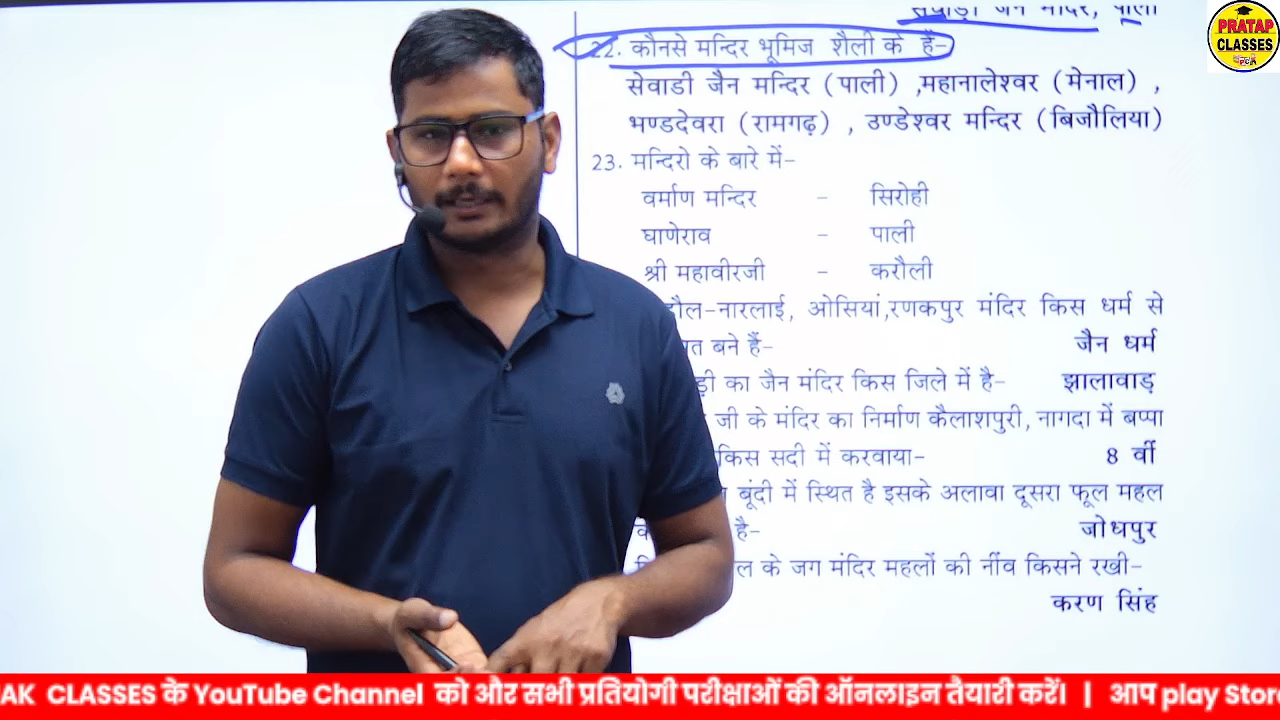 सेवाड़ी जैन मंदिर, पाली
PRATAP
CLASSES
22. कौनसे मन्दिर भूमिज शैली के हैं-
सेवाडी जैन मन्दिर (पाली) ,महानालेश्वर (मेनाल) ,
भण्डदेवरा (रामगढ़) , उण्डेश्वर मन्दिर (बिजौलिया)
23. मन्दिरो के बारे में-
वर्माण मन्दिर - सिरोही
घाणेराव - पाली
श्री महावीरजी - करौली
नारलाई, ओसियां,रणकपुर मंदिर किस धर्म से
बने हैं- जैन धर्म
का जैन मंदिर किस जिले में है- झालावाड़
जी के मंदिर का निर्माण कैलाशपुरी, नागदा में बप्पा
किस सदी में करवाया- 8 वीं
बूंदी में स्थित है इसके अलावा दूसरा फूल महल
है- जोधपुर
के जग मंदिर महलों की नींव किसने रखी-
करण सिंह
CLASSES के YouTube Channel को और सभी प्रतियोगी परीक्षाओं की ऑनलाइन तैयारी करें। | आप play